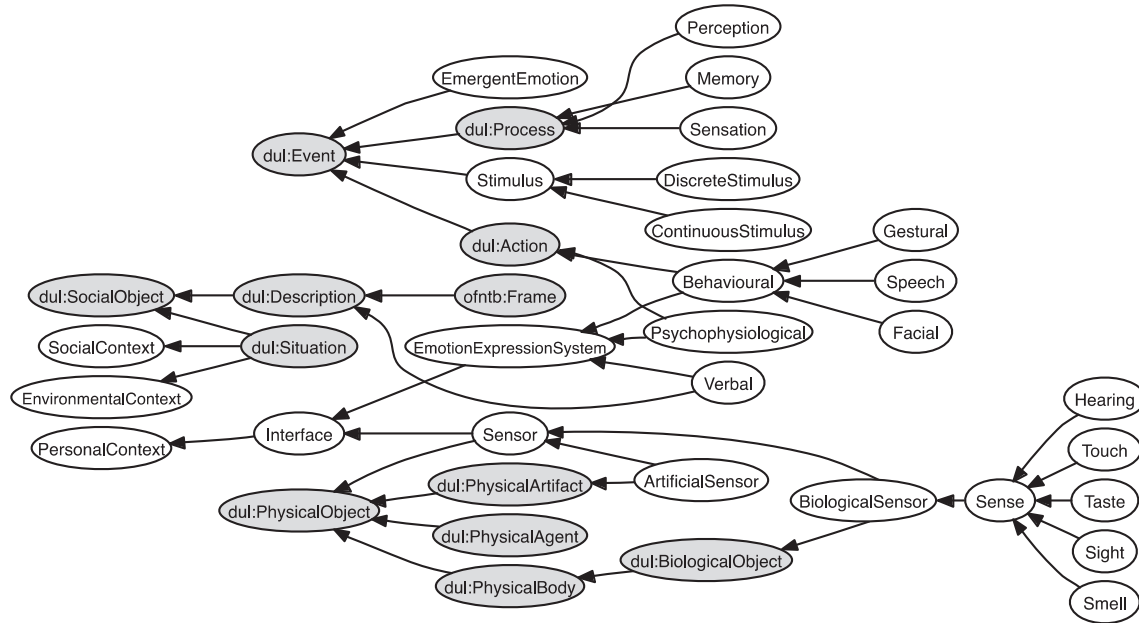 Perception
EmergentEmotion
Memory
dul:Process
Sensation
dul:Event
Stimulus
DiscreteStimulus
ContinuousStimulus
Gestural
dul:Action
Behavioural
Speech
dul:SocialObject
dul:Description
ofntb:Frame
Facial
Psychophysiological
SocialContext
dul:Situation
EmotionExpressionSystem
Verbal
EnvironmentalContext
Hearing
Interface
Sensor
PersonalContext
Touch
dul:PhysicalArtifact
ArtificialSensor
BiologicalSensor
Sense
Taste
dul:PhysicalObject
dul:PhysicalAgent
Sight
dul:BiologicalObject
dul:PhysicalBody
Smell